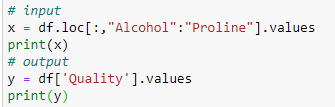 # input
x = df.loc[:,"Alcohol":"Proline"].values
print(x)
# output
y = df['Quality'].values
print(y)